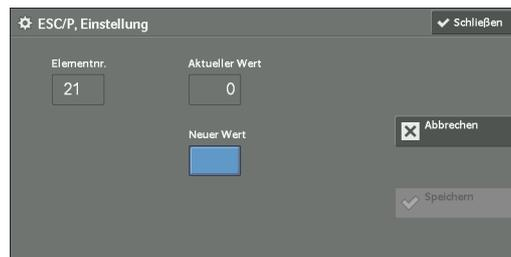 ESC/P, Einstellung
Schließen
Elementnr.
Aktueller Wert
21
0
Neuer Wert
Abbrechen
Speichern